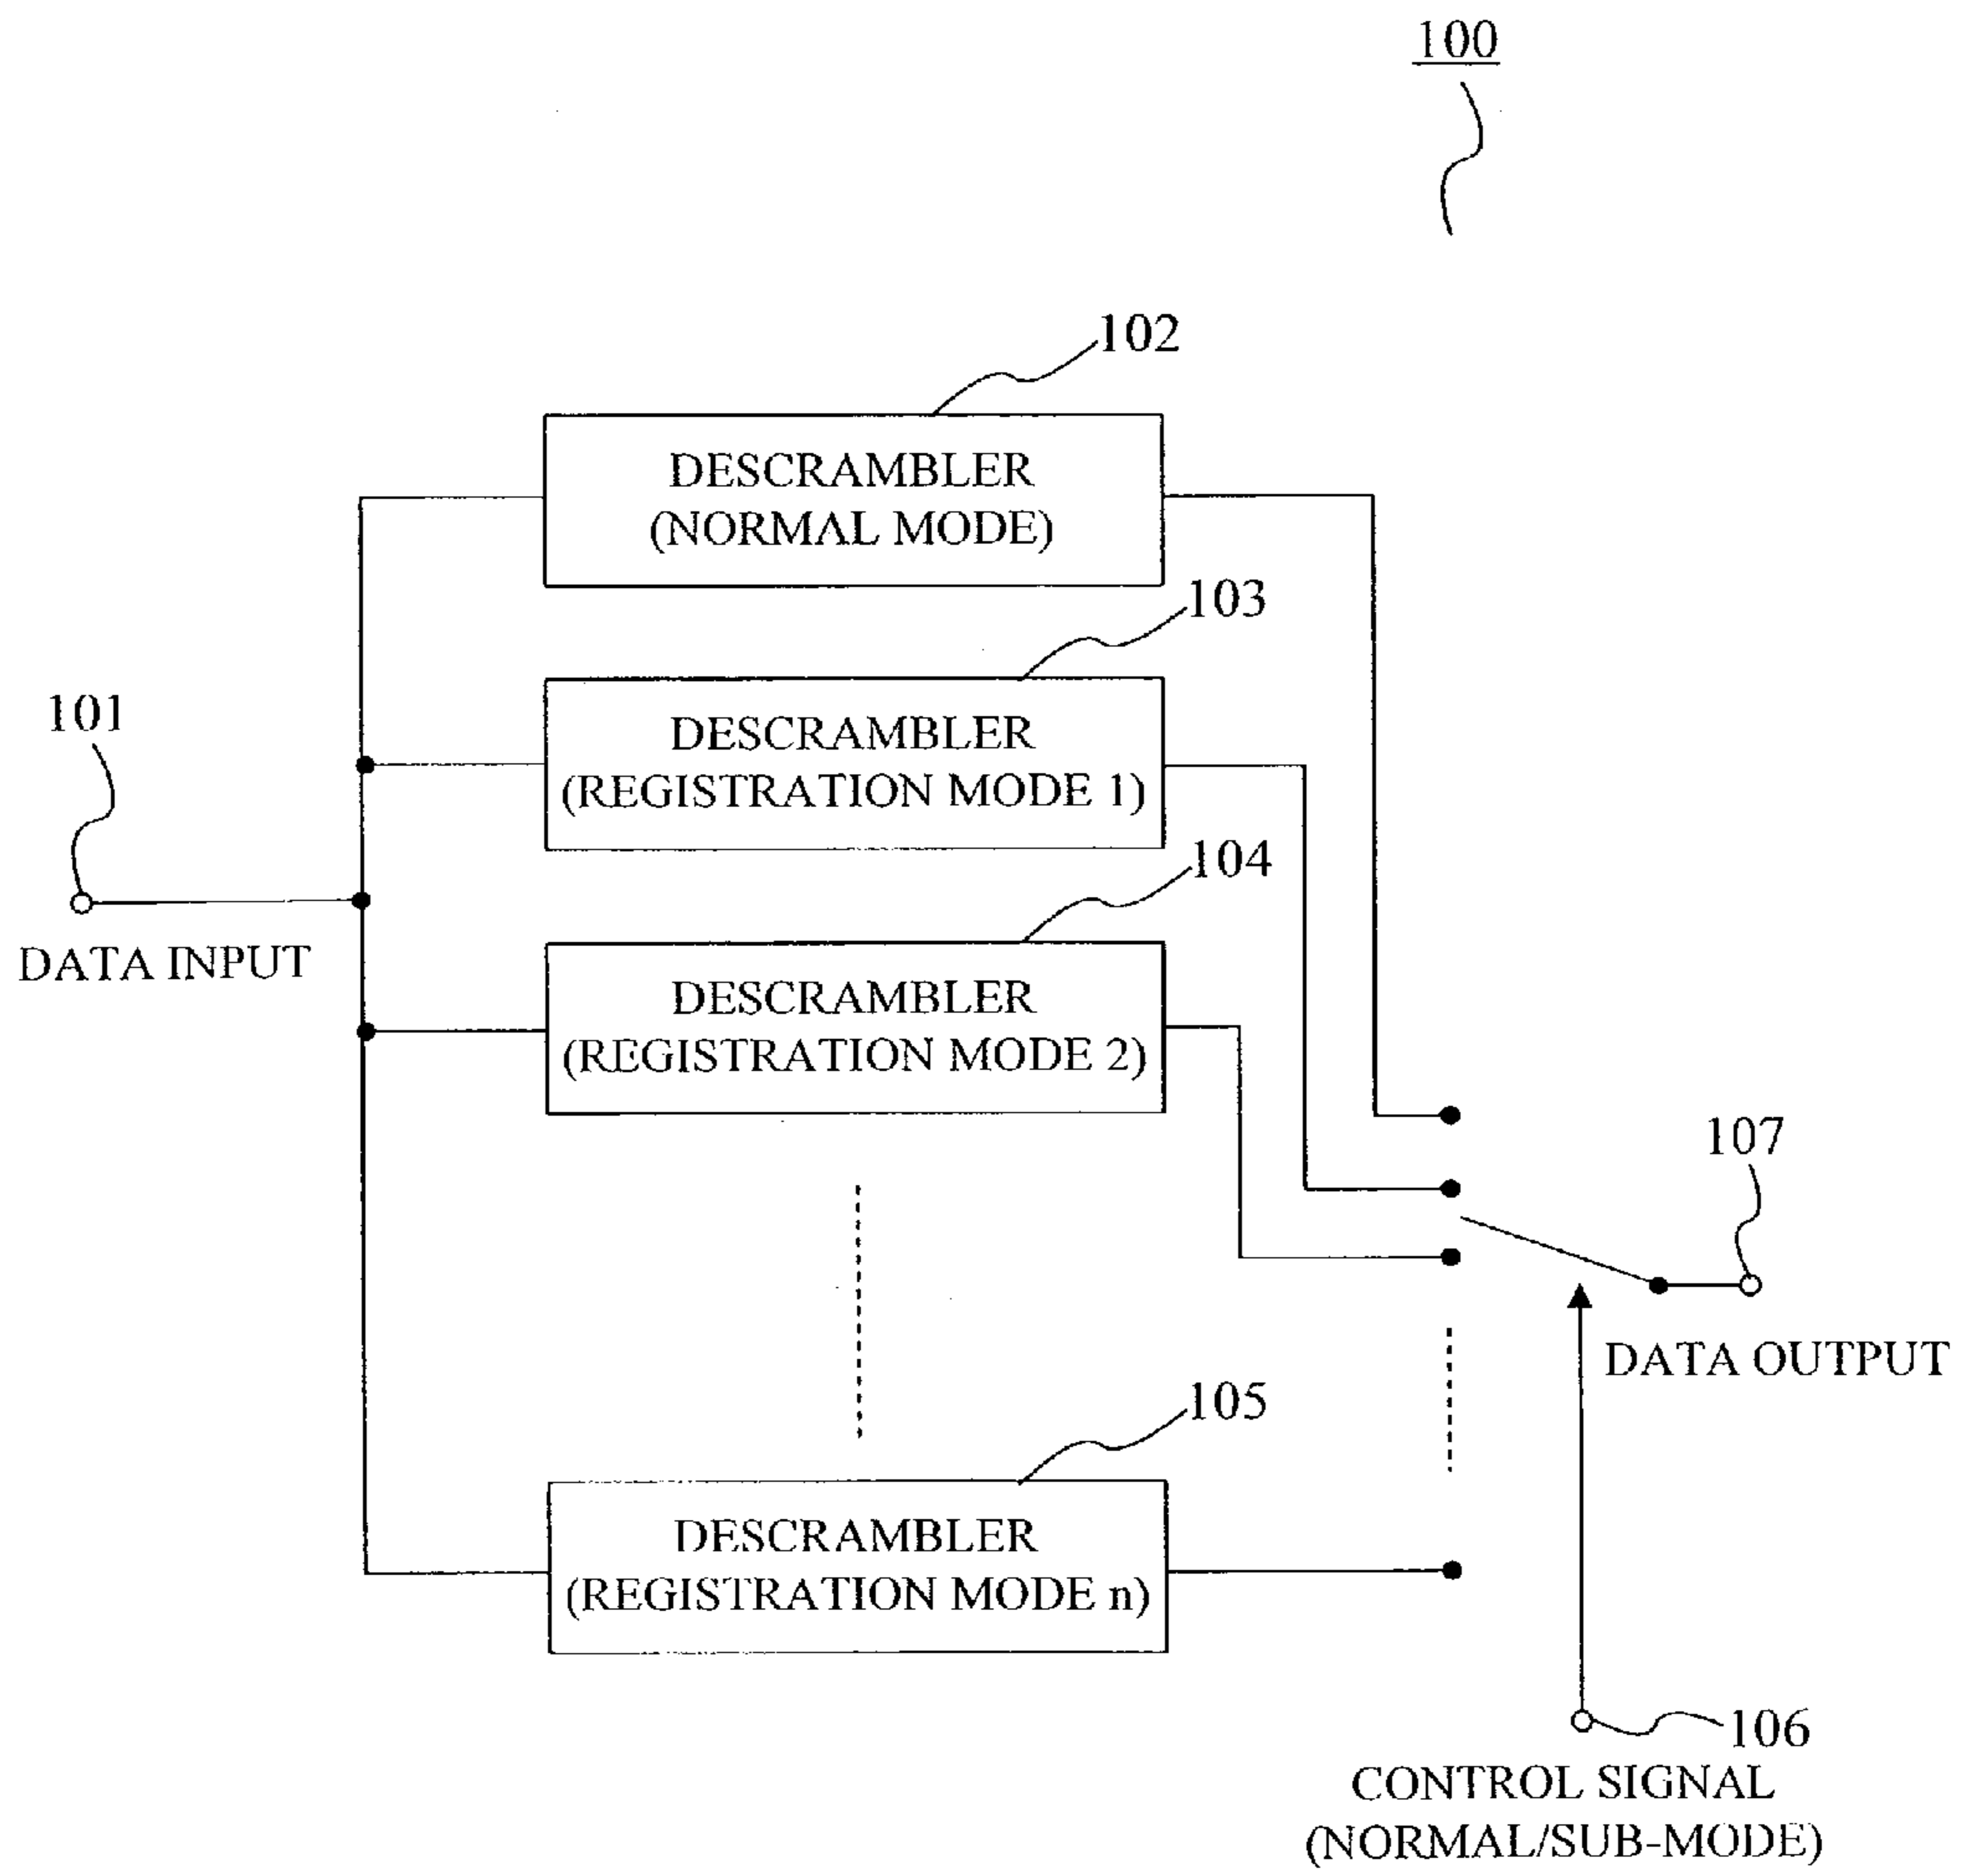 100
102
DESCRAMBLER
(NORMAL MODE)
103
DESCRAMBLER
(REGISTRATION MODE 1)
101
DATA INPUT
104
DESCRAMBLER
(REGISTRATION MODE 2)
107
DATA OUTPUT
105
DESCRAMBLER
(REGISTRATION MODE n)
106
CONTROL SIGNAL
(NORMAL/SUB-MODE)